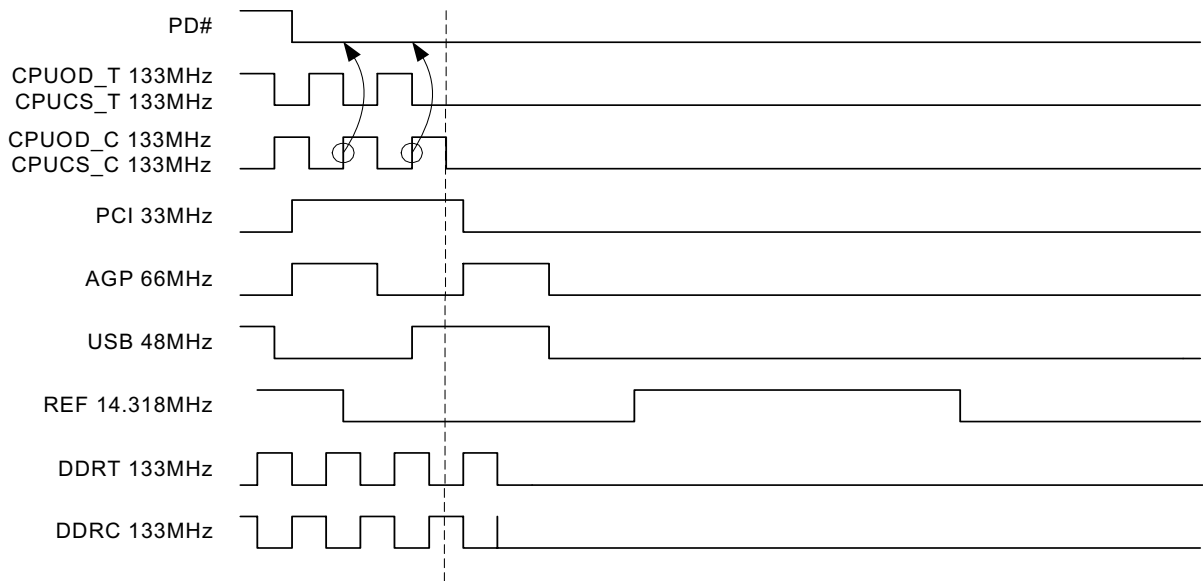 PD#
CPUOD_T 133MHz
CPUCS_T 133MHz
CPUOD_C 133MHz
CPUCS_C 133MHz
PCI 33MHz
AGP 66MHz
USB 48MHz
REF 14.318MHz
DDRT 133MHz
DDRC 133MHz